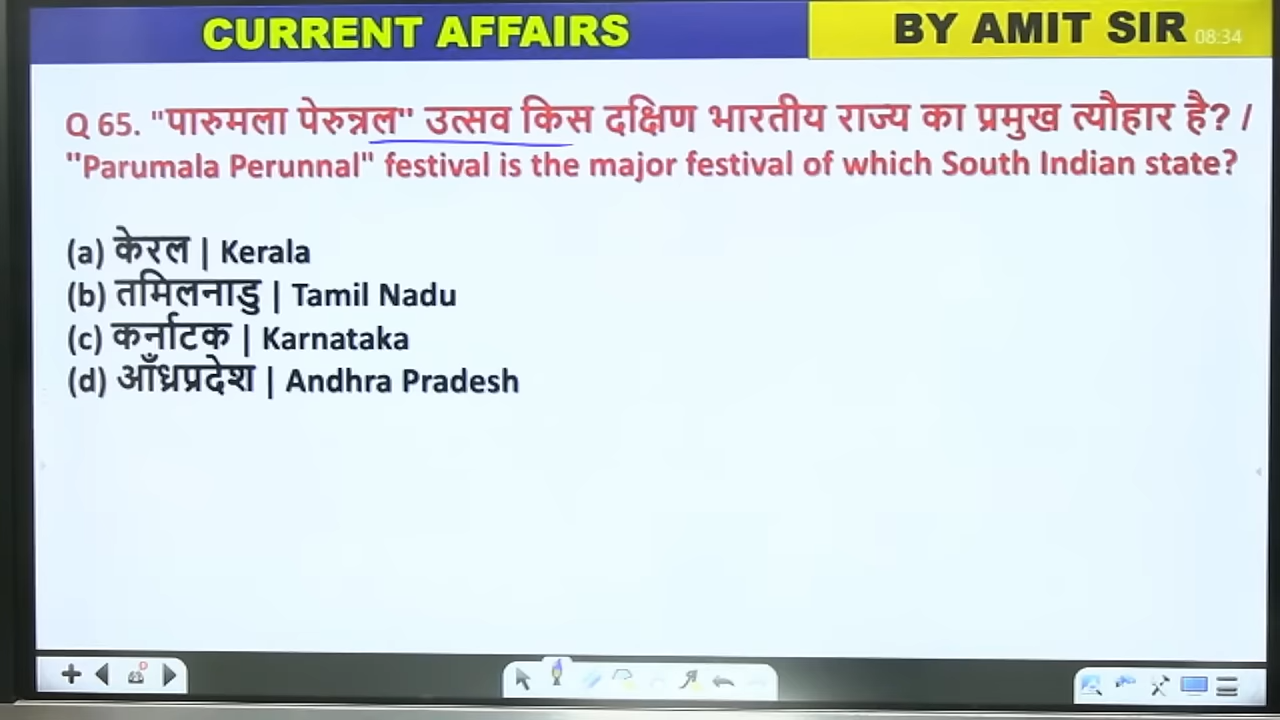 CURRENT AFFAIRS
BY AMIT SIR 08:34
Q 65. "पारुमला पेरुन्नल" उत्सव किस दक्षिण भारतीय राज्य का प्रमुख त्यौहार है? /
"Parumala Perunnal" festival is the major festival of which South Indian state?
(a) केरल | Kerala
(b) तमिलनाडु | Tamil Nadu
(c) कर्नाटक | Karnataka
(d) आँध्रप्रदेश | Andhra Pradesh